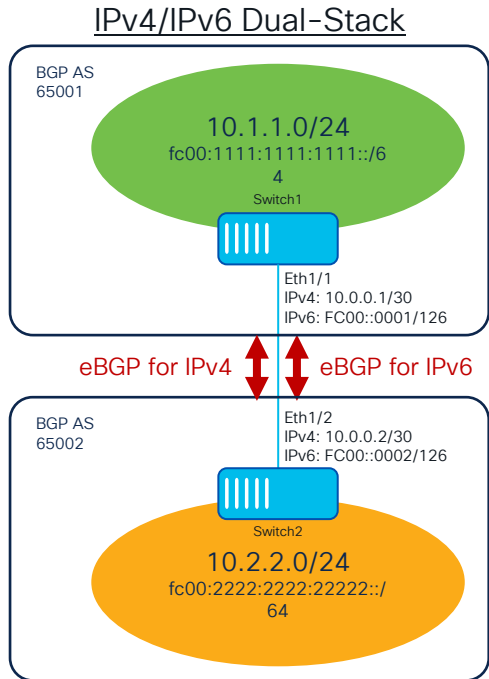 IPv4/IPv6 Dual-Stack
BGP AS
65001
10.1.1.0/24
fc00:1111:1111:1111::/6
4
Switch1
Eth1/1
IPv4: 10.0.0.1/30
IPv6: FC00::0001/126
eBGP for IPv4
eBGP for IPv6
BGP AS
65002
Eth1/2
IPv4: 10.0.0.2/30
IPv6: FC00::0002/126
Switch2
10.2.2.0/24
fc00:2222:2222:22222::/
64